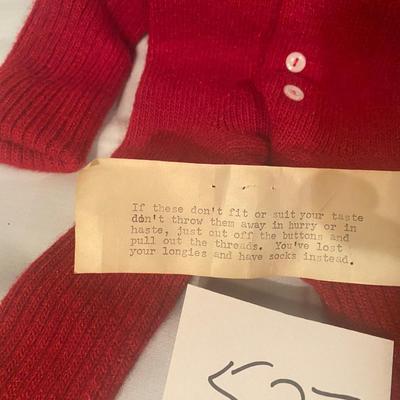 If these don't fit or suit your taste
don't throw them away in hurry or in
haste, just cut off the buttons and
pull out the threads. You've lost
your longies and have socks instead.